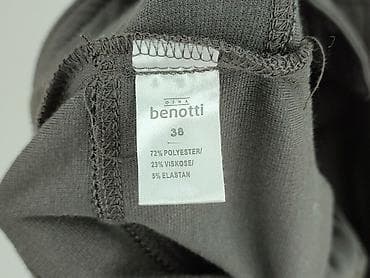 benotti
38
72% POLYESTER/
23% VISKOSE/
5% ELASTAN